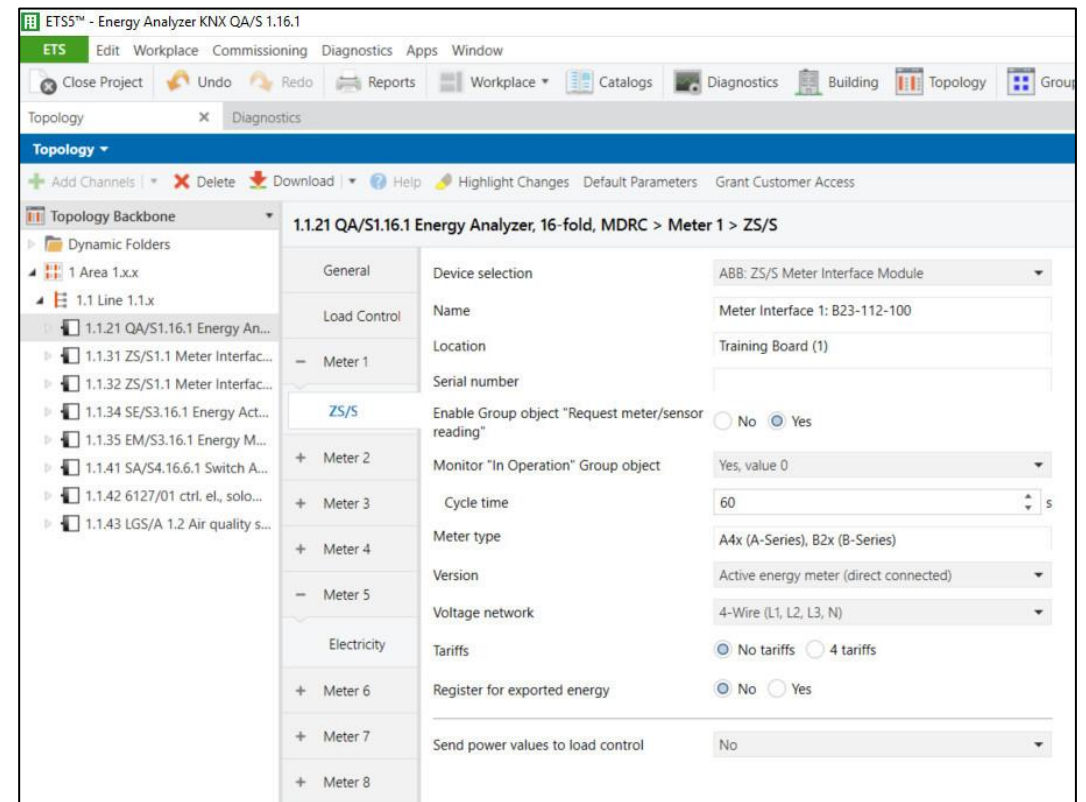 ETS5™ - Energy Analyzer KNX QA/S 1.16.1
ETS Edit Workplace Commissioning Diagnostics Apps Window
Close Project Undo Redo Reports Workplace Catalogs Diagnostics Building Topology Group
Topology Diagnostics
Topology
Add Channels Delete Download Help Highlight Changes Default Parameters Grant Customer Access
Topology Backbone
Dynamic Folders
1 Area 1.x.x
1.1 Line 1.1.x
1.1.21 QA/S1.16.1 Energy An...
1.1.31 ZS/S1.1 Meter Interfac...
1.1.32 ZS/S1.1 Meter Interfac...
1.1.34 SE/S3.16.1 Energy Act...
1.1.35 EM/S3.16.1 Energy M...
1.1.41 SA/S4.16.6.1 Switch A...
1.1.42 6127/01 ctrl. el., solo...
1.1.43 LGS/A 1.2 Air quality s...
1.1.21 QA/S1.16.1 Energy Analyzer, 16-fold, MDRC > Meter 1 > ZS/S
General
Load Control
Meter 1
ZS/S
Meter 2
Meter 3
Meter 4
Meter 5
Electricity
Meter 6
Meter 7
Meter 8
Device selection ABB: ZS/S Meter Interface Module
Name Meter Interface 1: B23-112-100
Location Training Board (1)
Serial number
Enable Group object "Request meter/sensor
reading" No Yes
Monitor "In Operation" Group object Yes, value 0
Cycle time 60 s
Meter type A4x (A-Series), B2x (B-Series)
Version Active energy meter (direct connected)
Voltage network 4-Wire (L1, L2, L3, N)
Tariffs No tariffs 4 tariffs
Register for exported energy No Yes
Send power values to load control No